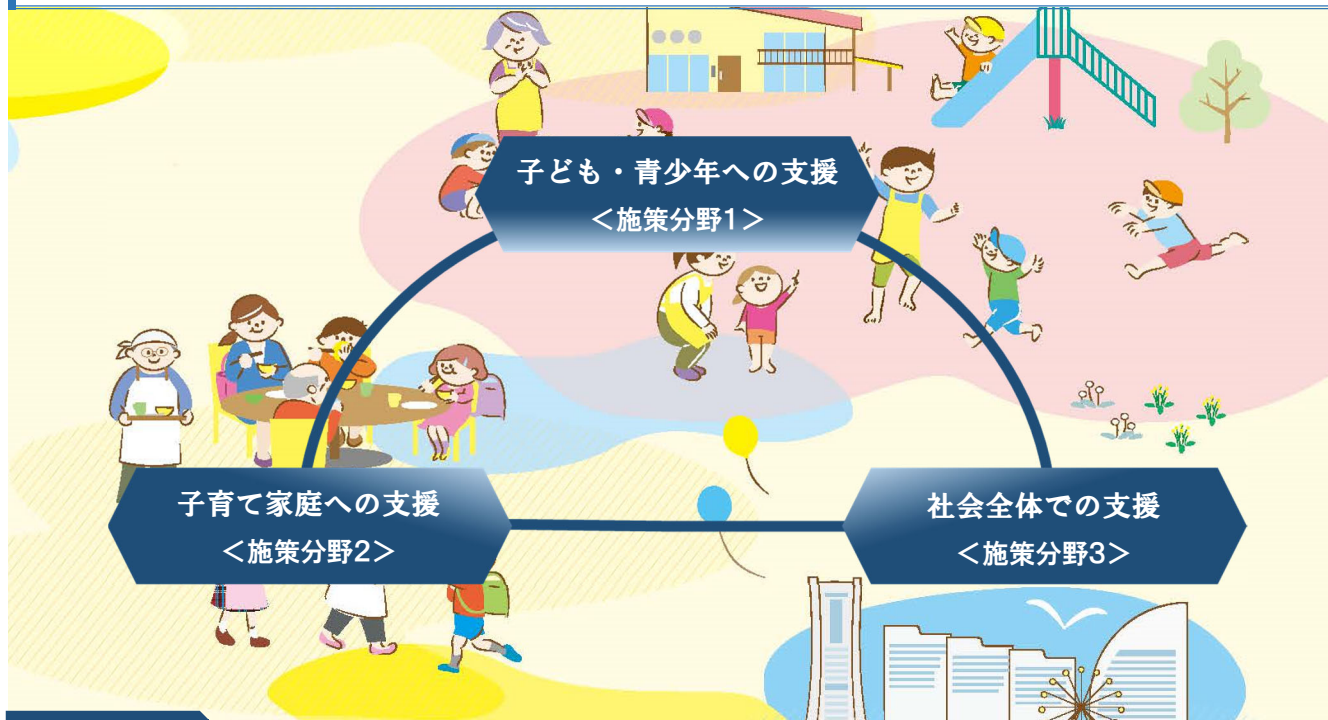 子ども・青少年への支援
＜施策分野1＞
子育て家庭への支援
＜施策分野2＞
社会全体での支援
＜施策分野3＞